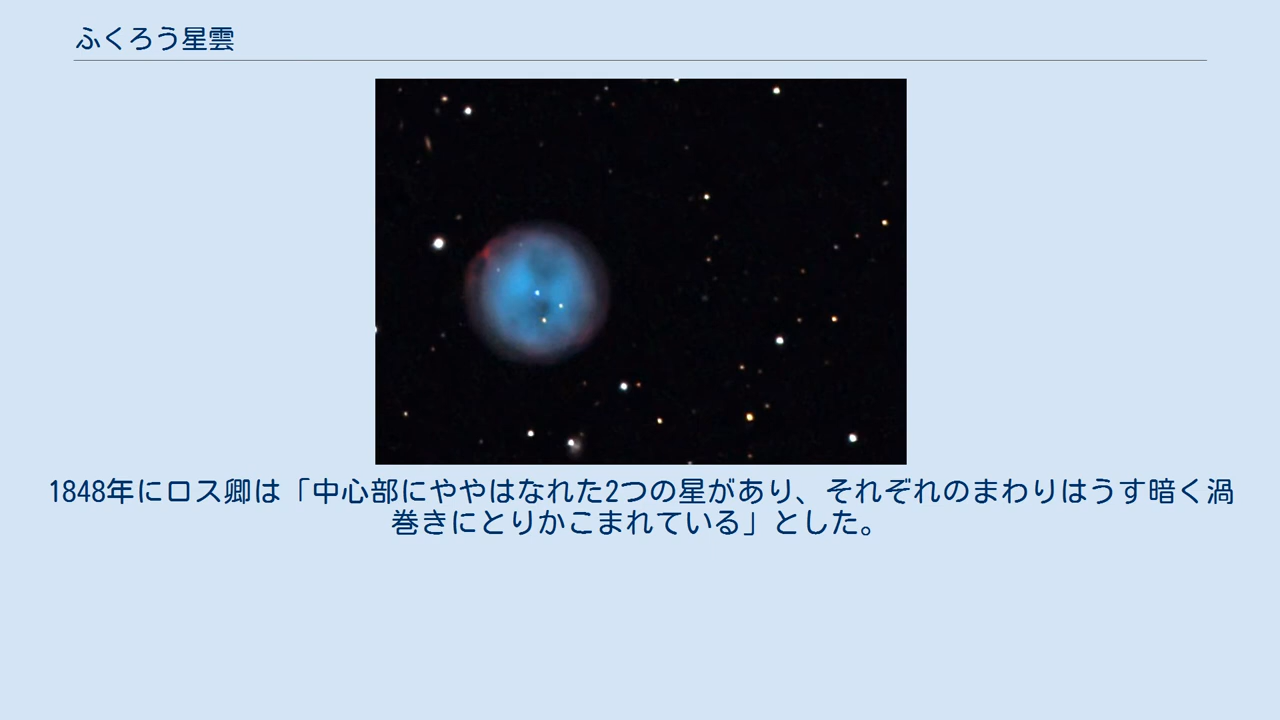 ふくろう星雲
1848年にロス卿は「中心部にややはなれた2つの星があり、それぞれのまわりはうす暗く渦
巻きにとりかこまれている」とした。